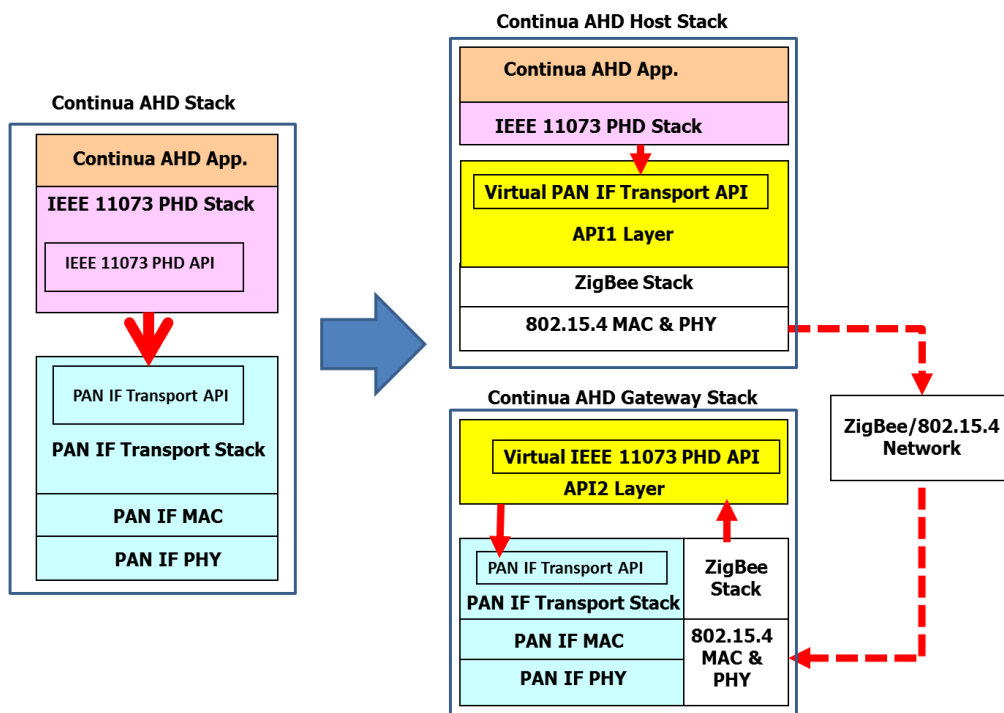 Continua AHD Stack
Continua AHD App.
IEEE 11073 PHD Stack
IEEE 11073 PHD API
PAN IF Transport API
PAN IF Transport Stack
PAN IF MAC
PAN IF PHY
Continua AHD Host Stack
Continua AHD App.
IEEE 11073 PHD Stack
Virtual PAN IF Transport API
API1 Layer
ZigBee Stack
802.15.4 MAC & PHY
ZigBee/802.15.4
Network
Continua AHD Gateway Stack
Virtual IEEE 11073 PHD API
API2 Layer
PAN IF Transport API
PAN IF Transport Stack
PAN IF MAC
PAN IF PHY
ZigBee
Stack
802.15.4
MAC &
PHY